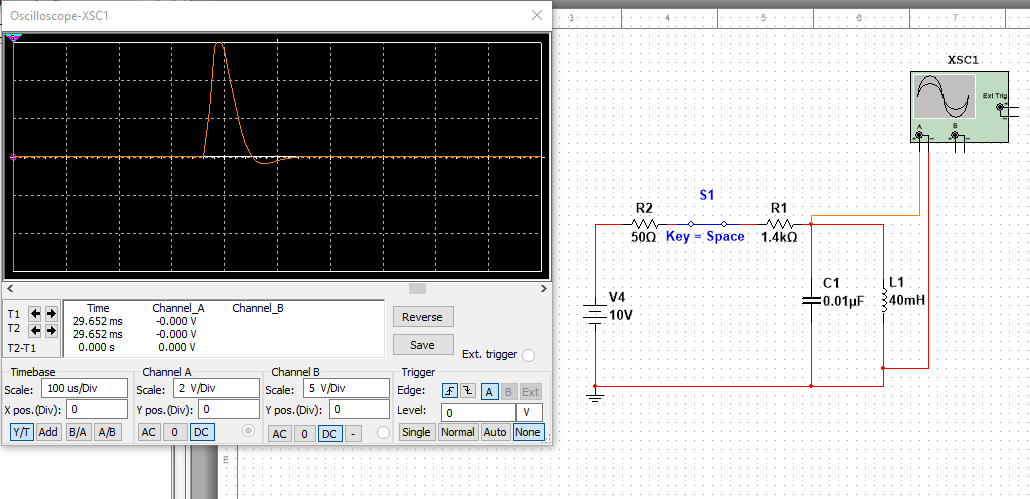 Oscilloscope-XSC1
T1
T2
T2-T1
Time Channel_A Channel_B
29.652 ms -0.000 V
29.652 ms -0.000 V
0.000 s 0.000 V
Reverse
Save
Ext. trigger
Timebase
Scale: 100 us/Div
X pos.(Div): 0
Y/T Add B/A A/B
Channel A
Scale: 2 V/Div
Y pos.(Div): 0
AC 0 DC
Channel B
Scale: 5 V/Div
Y pos.(Div): 0
AC 0 DC -
Trigger
Edge: A B Ext
Level: 0 V
Single Normal Auto None
3 4 5 6 7
XSC1
Ext Trig
+
-
A B
+ - + -
S1
R2 R1
50Ω Key = Space 1.4kΩ
V4
10V
C1
0.01µF
L1
40mH
E